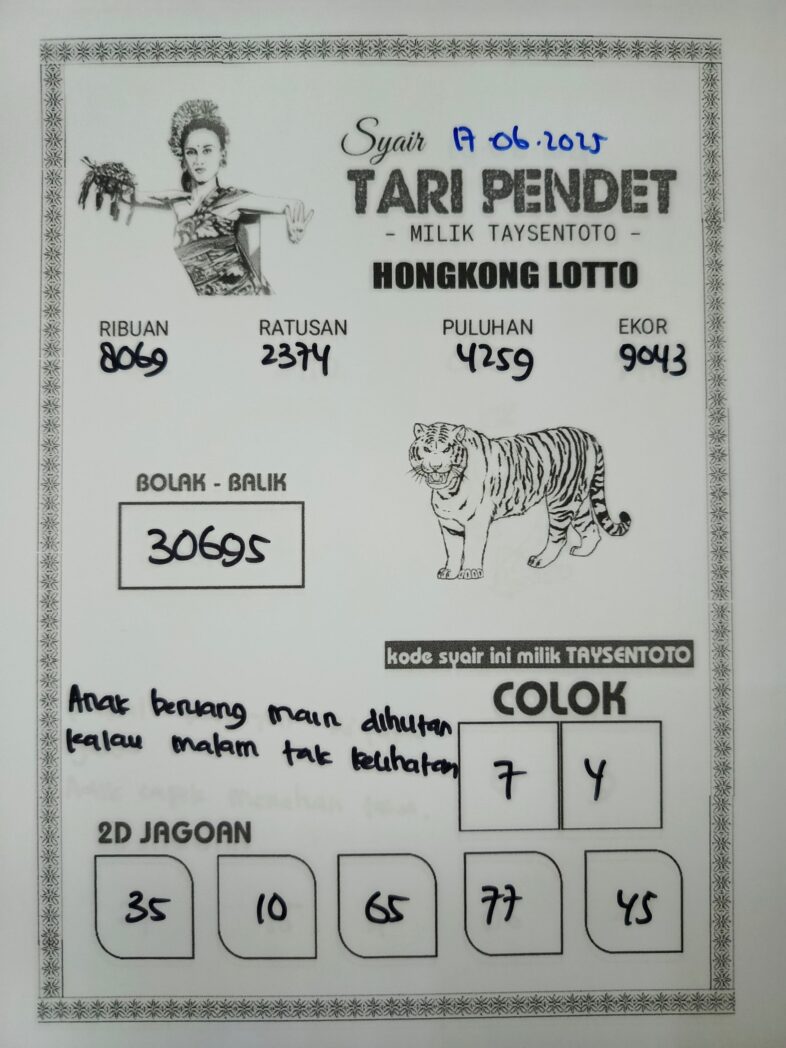 Syair 17.06.2025
TARI PENDET
- MILIK TAYSENTOTO -
HONGKONG LOTTO
RIBUAN RATUSAN PULUHAN EKOR
8069 2374 4259 9043
BOLAK - BALIK
30695
kode syair ini milik TAYSENTOTO
COLOK
7 4
Anak beruang main dihutan
kalau malam tak kelihatan
2D JAGOAN
35 10 65 77 45